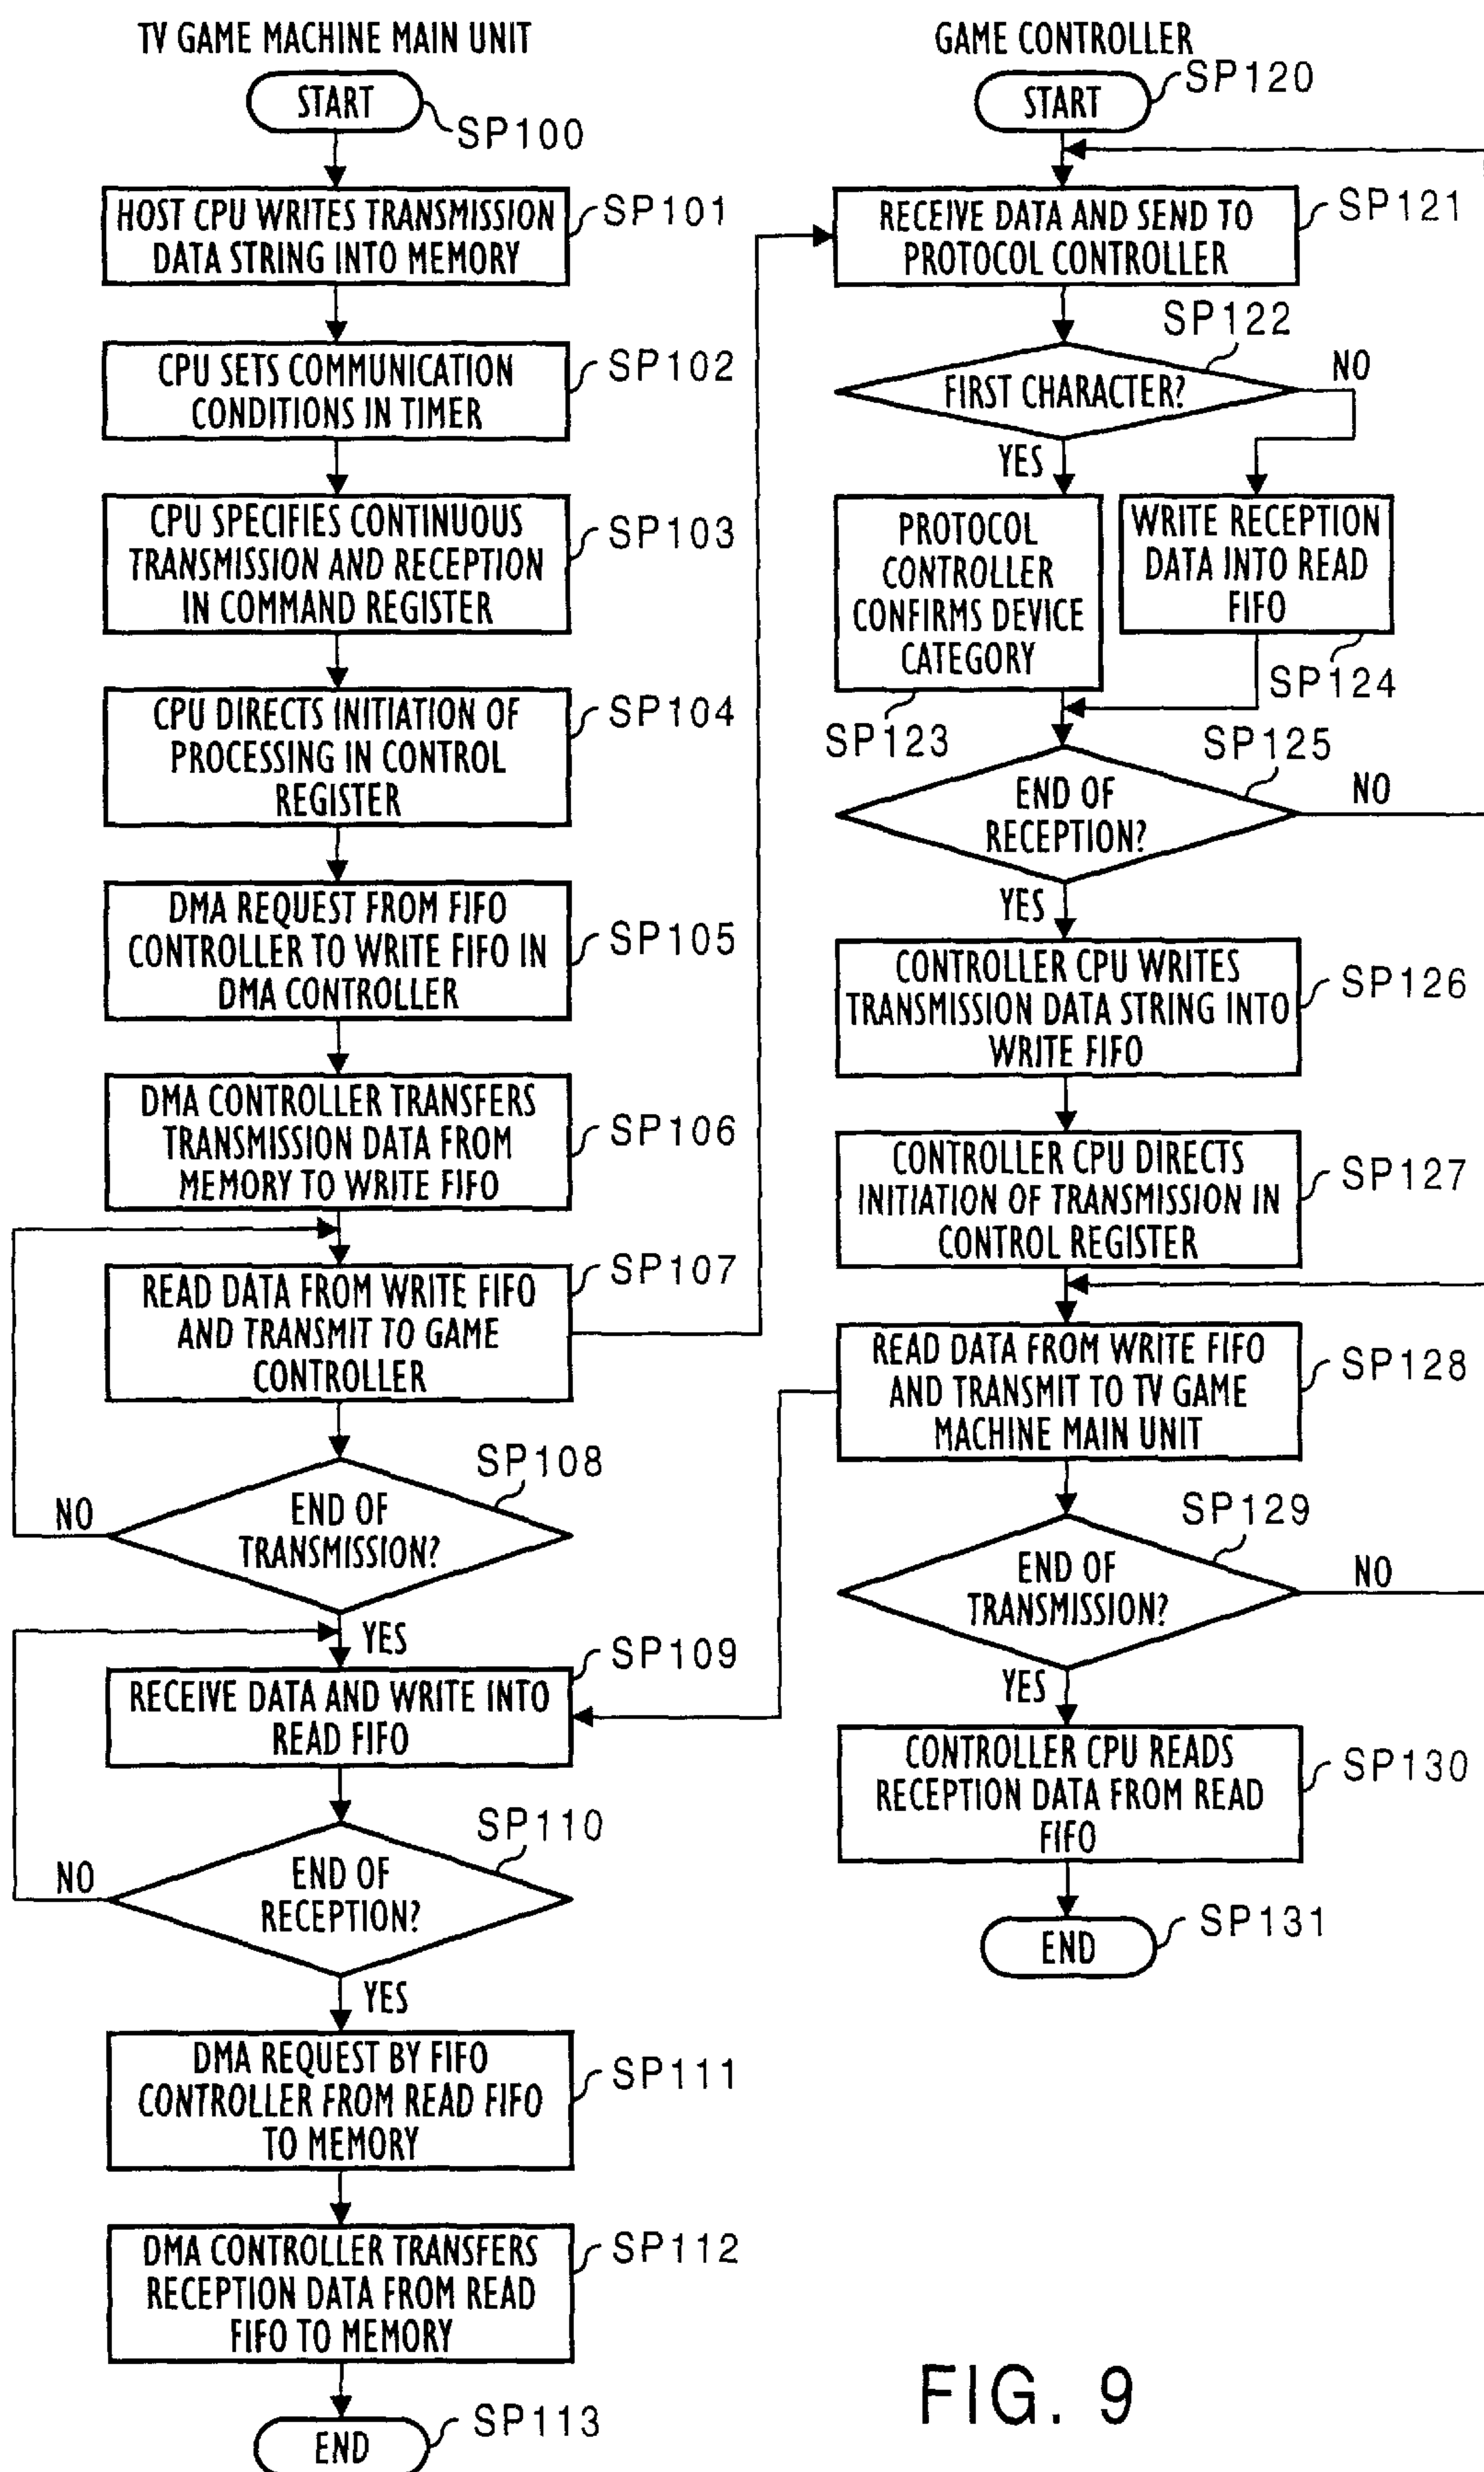 TV GAME MACHINE MAIN UNIT
START
SP100
HOST CPU WRITES TRANSMISSION
DATA STRING INTO MEMORY
SP101
CPU SETS COMMUNICATION
CONDITIONS IN TIMER
SP102
CPU SPECIFIES CONTINUOUS
TRANSMISSION AND RECEPTION
IN COMMAND REGISTER
SP103
CPU DIRECTS INITIATION OF
PROCESSING IN CONTROL
REGISTER
SP104
DMA REQUEST FROM FIFO
CONTROLLER TO WRITE FIFO IN
DMA CONTROLLER
SP105
DMA CONTROLLER TRANSFERS
TRANSMISSION DATA FROM
MEMORY TO WRITE FIFO
SP106
READ DATA FROM WRITE FIFO
AND TRANSMIT TO GAME
CONTROLLER
SP107
SP108
END OF
TRANSMISSION?
NO
YES
SP109
RECEIVE DATA AND WRITE INTO
READ FIFO
SP110
END OF
RECEPTION?
NO
YES
DMA REQUEST BY FIFO
CONTROLLER FROM READ FIFO
TO MEMORY
SP111
DMA CONTROLLER TRANSFERS
RECEPTION DATA FROM READ
FIFO TO MEMORY
SP112
END
SP113
GAME CONTROLLER
START
SP120
RECEIVE DATA AND SEND TO
PROTOCOL CONTROLLER
SP121
SP122
FIRST CHARACTER?
NO
YES
PROTOCOL
CONTROLLER
CONFIRMS DEVICE
CATEGORY
SP123
WRITE RECEPTION
DATA INTO READ
FIFO
SP124
SP125
END OF
RECEPTION?
NO
YES
CONTROLLER CPU WRITES
TRANSMISSION DATA STRING INTO
WRITE FIFO
SP126
CONTROLLER CPU DIRECTS
INITIATION OF TRANSMISSION IN
CONTROL REGISTER
SP127
READ DATA FROM WRITE FIFO
AND TRANSMIT TO TV GAME
MACHINE MAIN UNIT
SP128
SP129
END OF
TRANSMISSION?
NO
YES
CONTROLLER CPU READS
RECEPTION DATA FROM READ
FIFO
SP130
END
SP131
FIG. 9